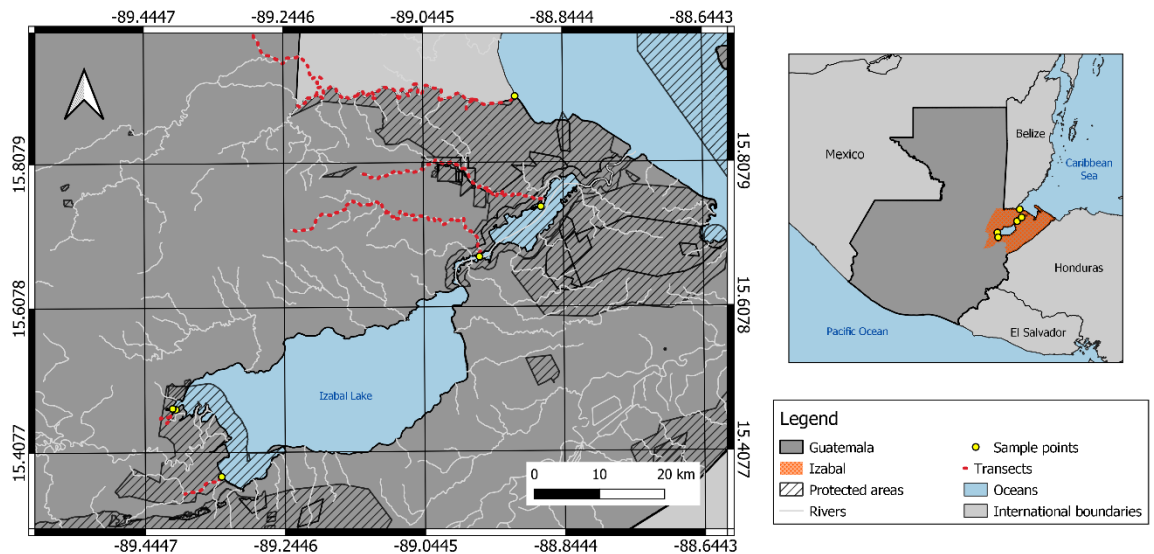 -89.4447 -89.2446 -89.0445 -88.8444 -88.6443
15.8079
15.6078
15.4077
15.8079
15.6078
15.4077
Izabal Lake
0 10 20 km
-89.4447 -89.2446 -89.0445 -88.8444 -88.6443
Mexico
Belize
Caribbean
Sea
Honduras
El Salvador
Pacific Ocean
Legend
Guatemala
Izabal
Protected areas
Rivers
Sample points
Transects
Oceans
International boundaries